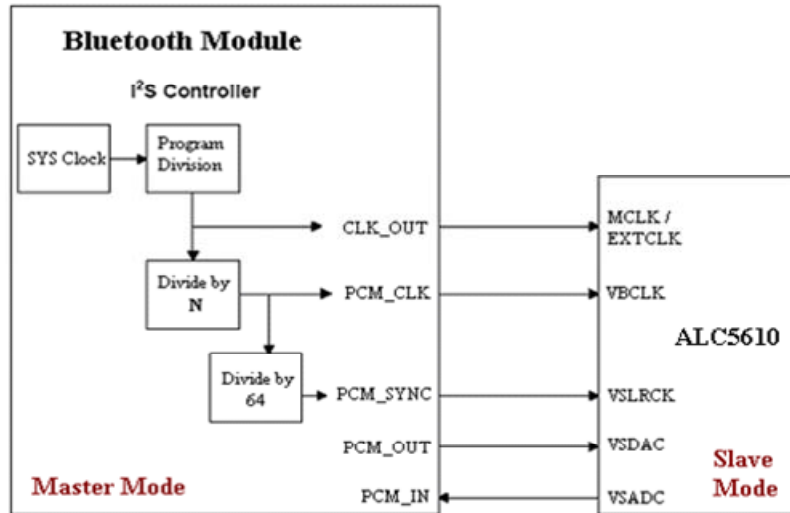 Bluetooth Module
I²S Controller
SYS Clock
Program
Division
CLK_OUT
MCLK /
EXTCLK
Divide by
N
PCM_CLK
VBCLK
ALC5610
Divide by
64
PCM_SYNC
VSLRCK
PCM_OUT
VSDAC
Master Mode
PCM_IN
VSADC
Slave
Mode